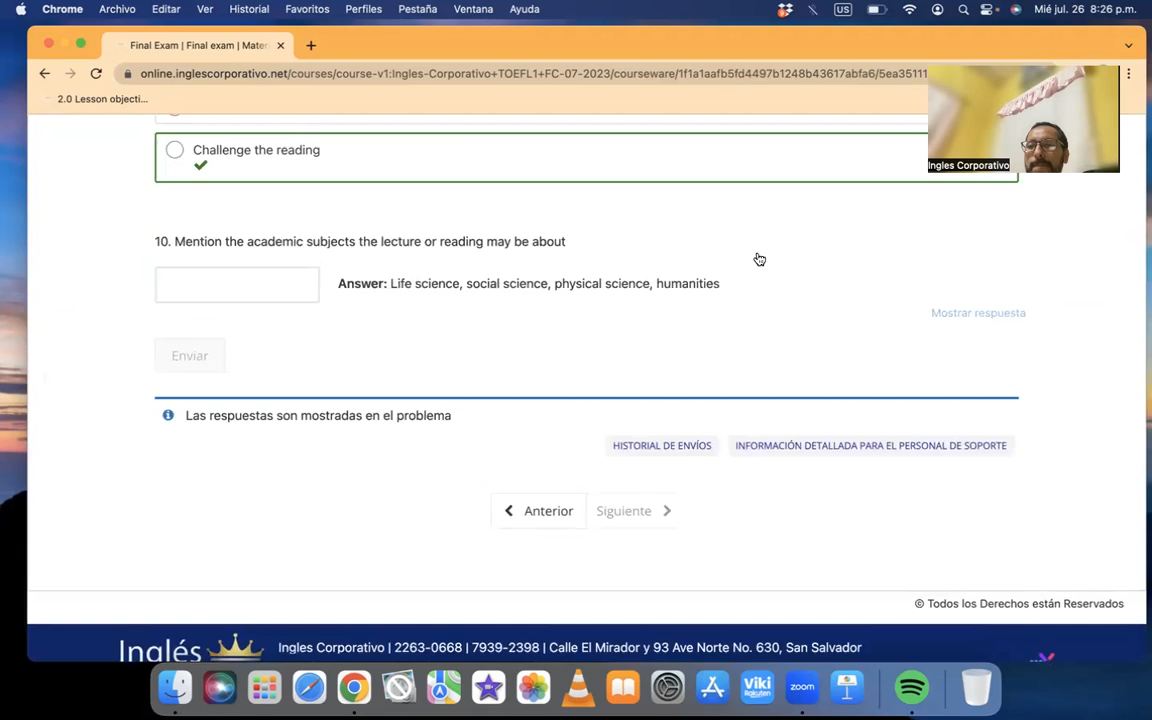 Chrome Archivo Editar Ver Historial Favoritos Perfiles Pestaña Ventana Ayuda US Mié jul. 26 8:26 p.m.
Final Exam | Final exam | Mater
online.inglescorporativo.net/courses/course-v1:Ingles-Corporativo+TOEFL1+FC-07-2023/courseware/1f1a1aafb5fd4497b1248b43617abfa6/5ea35111
2.0 Lesson objecti...
Ingles Corporativo
Challenge the reading
10. Mention the academic subjects the lecture or reading may be about
Answer: Life science, social science, physical science, humanities
Mostrar respuesta
Enviar
Las respuestas son mostradas en el problema
HISTORIAL DE ENVÍOS INFORMACIÓN DETALLADA PARA EL PERSONAL DE SOPORTE
Anterior Siguiente
© Todos los Derechos están Reservados
Inglés Ingles Corporativo | 2263-0668 | 7939-2398 | Calle El Mirador y 93 Ave Norte No. 630, San Salvador
Viki
Rakuten
zoom